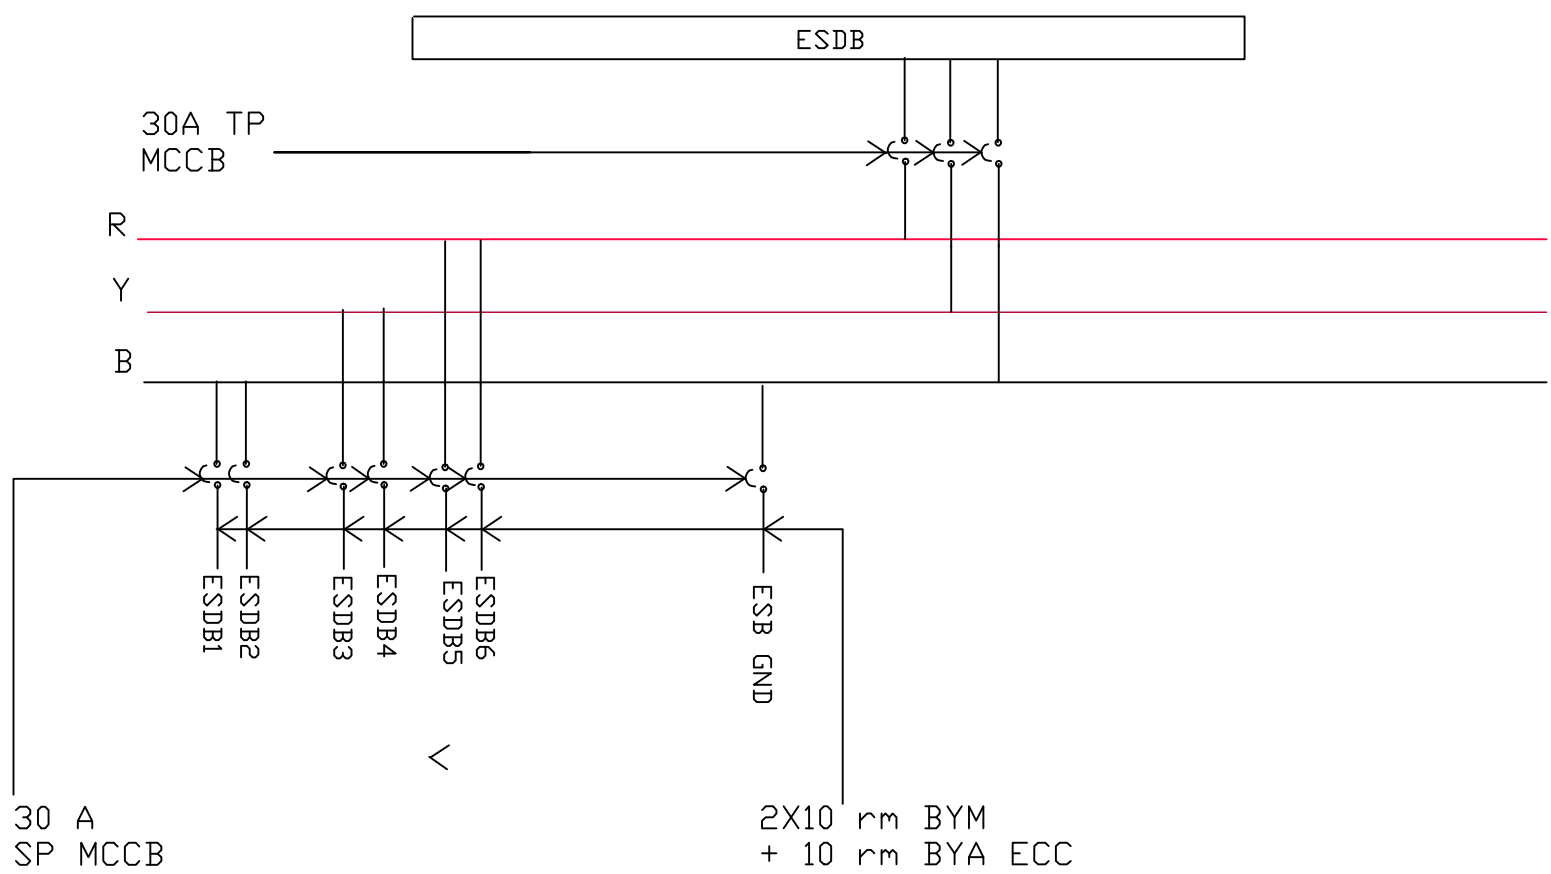 ESDB
30A TP
MCCB
R
Y
B
ESDB1
ESDB2
ESDB3
ESDB4
ESDB5
ESDB6
ESB GND
30 A
SP MCCB
2X10 rm BYM
+ 10 rm BYA ECC